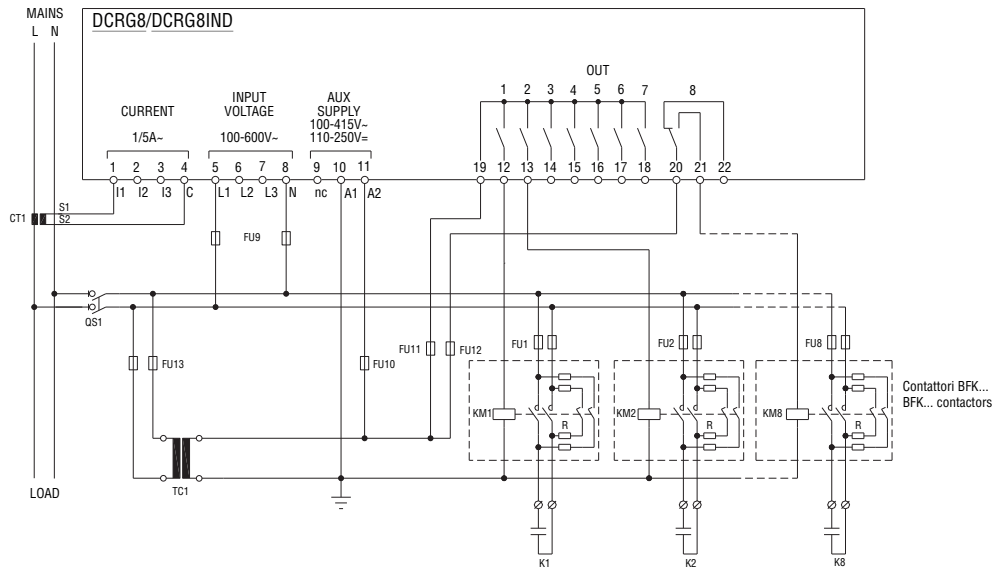 MAINS
L N
DCRG8/DCRG8IND
OUT
1 2 3 4 5 6 7 8
CURRENT
1/5A~
INPUT
VOLTAGE
100-600V~
AUX
SUPPLY
100-415V~
110-250V=
1 2 3 4 5 6 7 8 9 10 11 19 12 13 14 15 16 17 18 20 21 22
I1 I2 I3 C L1 L2 L3 N nc A1 A2
CT1
S1
S2
FU9
QS1
FU13
FU10
FU11
FU12
FU1
FU2
FU8
KM1
R
KM2
R
KM8
R
Contattori BFK...
BFK... contactors
TC1
LOAD
K1
K2
K8